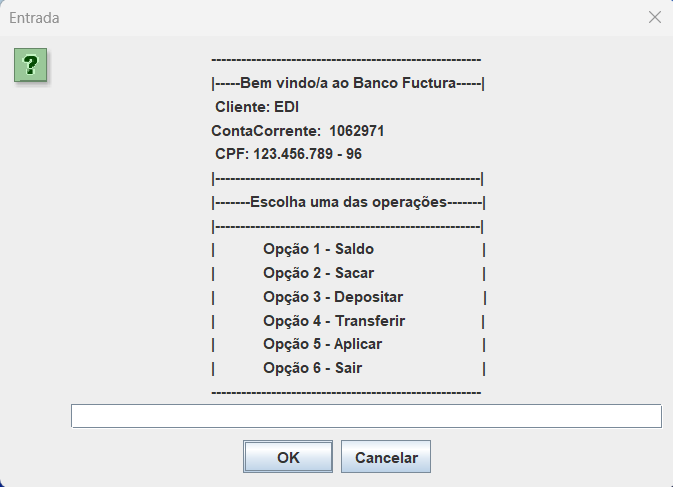 Entrada
------------------------------------------------------
|-----Bem vindo/a ao Banco Fuctura-----|
Cliente: EDI
ContaCorrente:  1062971
CPF: 123.456.789 - 96
|-----------------------------------------------------|
|-------Escolha uma das operações-------|
|-----------------------------------------------------|
|            Opção 1 - Saldo                           |
|            Opção 2 - Sacar                           |
|            Opção 3 - Depositar                    |
|            Opção 4 - Transferir                   |
|            Opção 5 - Aplicar                         |
|            Opção 6 - Sair                              |
------------------------------------------------------
OK Cancelar